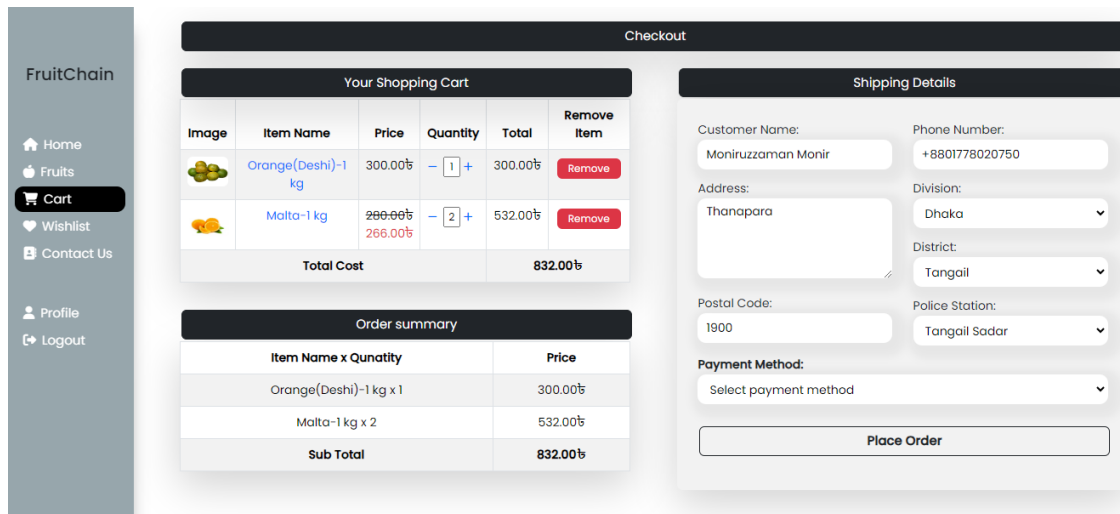 FruitChain
Home
Fruits
Cart
Wishlist
Contact Us
Profile
Logout
Checkout
Your Shopping Cart
Image Item Name Price Quantity Total Remove Item
Orange(Deshi)-1 kg 300.00৳ − 1 + 300.00৳ Remove
Malta-1 kg 280.00৳ 266.00৳ − 2 + 532.00৳ Remove
Total Cost 832.00৳
Order summary
Item Name x Qunatity Price
Orange(Deshi)-1 kg x 1 300.00৳
Malta-1 kg x 2 532.00৳
Sub Total 832.00৳
Shipping Details
Customer Name: Phone Number:
Moniruzzaman Monir +8801778020750
Address: Division:
Thanapara Dhaka
District:
Tangail
Postal Code: Police Station:
1900 Tangail Sadar
Payment Method:
Select payment method
Place Order